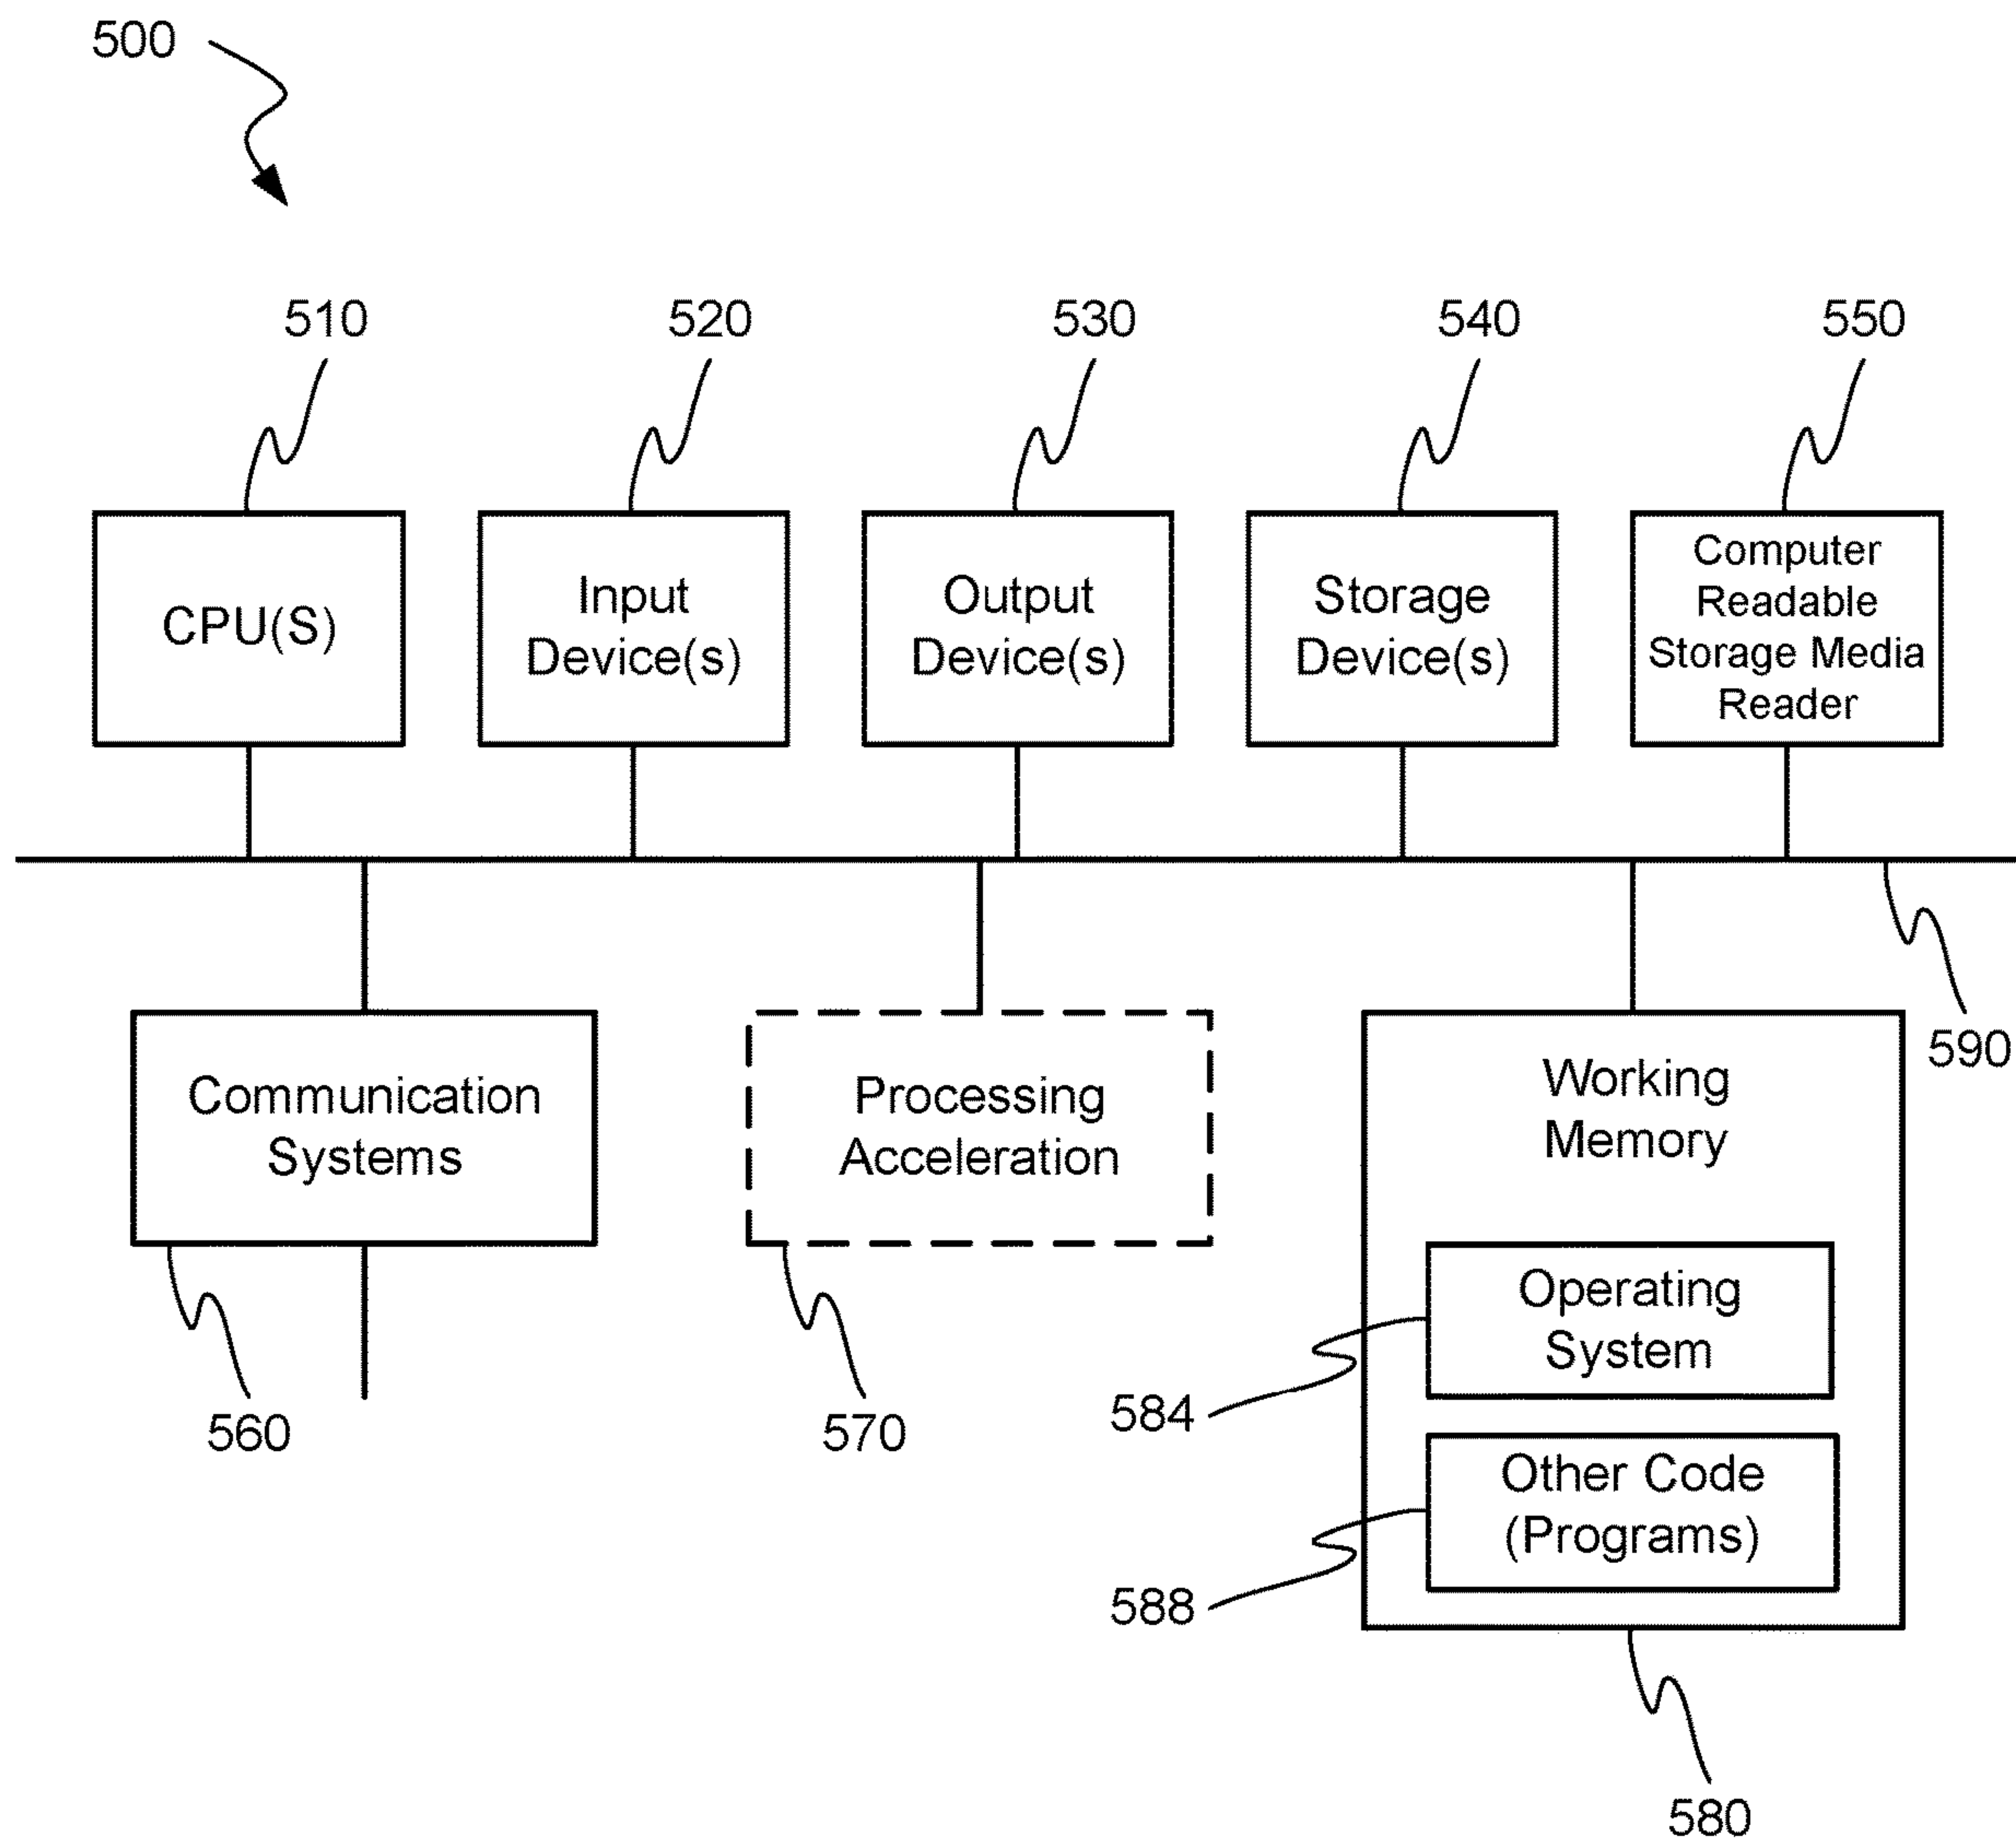 500
510
520
530
540
550
CPU(S)
Input
Device(s)
Output
Device(s)
Storage
Device(s)
Computer
Readable
Storage Media
Reader
590
Communication
Systems
560
Processing
Acceleration
570
Working
Memory
Operating
System
584
Other Code
(Programs)
588
580